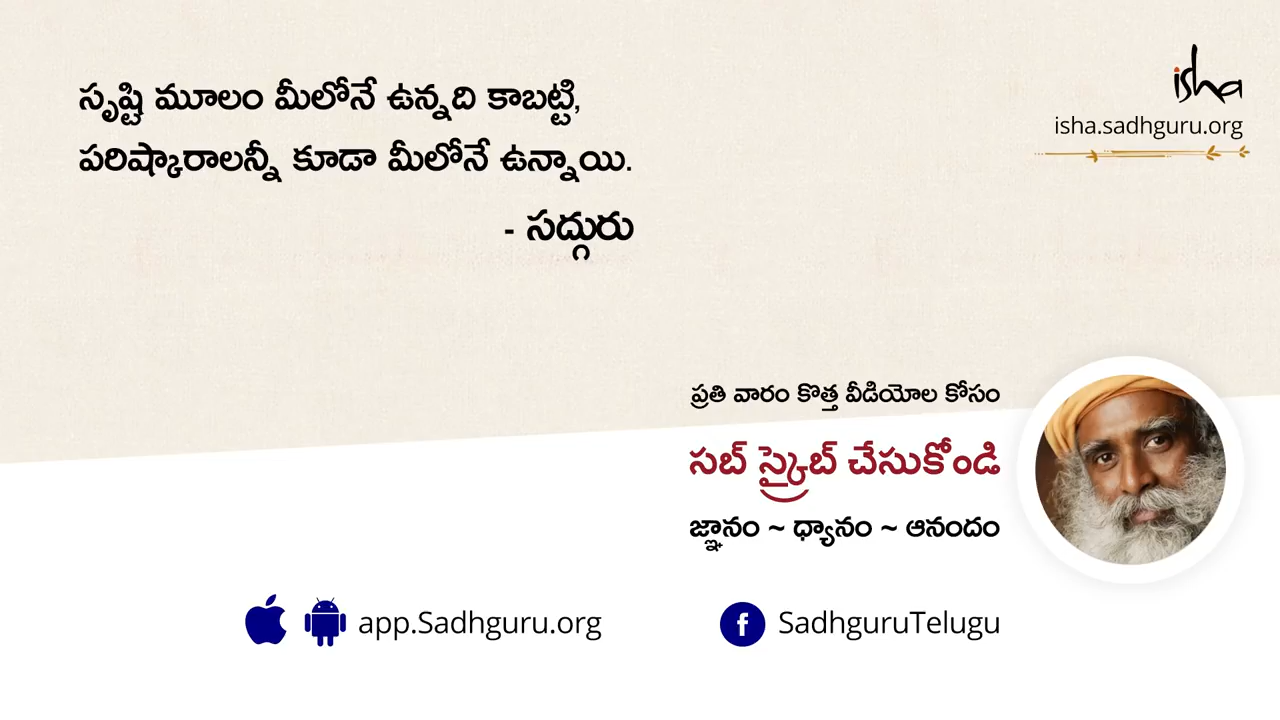 సృష్టి మూలం మీలోనే ఉన్నది కాబట్టి,
పరిష్కారాలన్నీ కూడా మీలోనే ఉన్నాయి.
- సద్గురు
isha
isha.sadhguru.org
ప్రతి వారం కొత్త వీడియోల కోసం
సబ్ స్క్రైబ్ చేసుకోండి
జ్ఞానం ~ ధ్యానం ~ ఆనందం
app.Sadhguru.org
f SadhguruTelugu